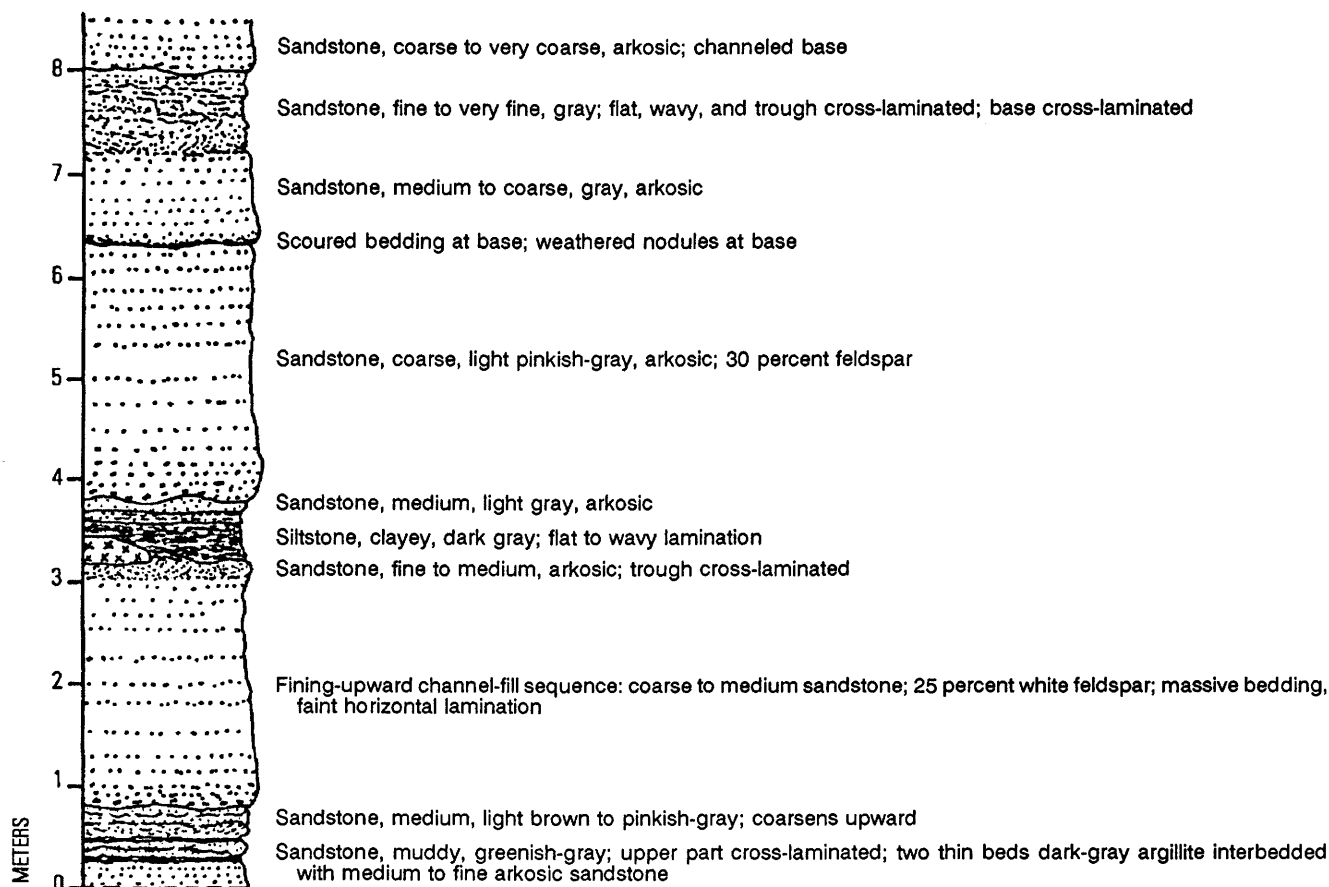 Sandstone, coarse to very coarse, arkosic; channeled base
8
Sandstone, fine to very fine, gray; flat, wavy, and trough cross-laminated; base cross-laminated
7
Sandstone, medium to coarse, gray, arkosic
Scoured bedding at base; weathered nodules at base
6
Sandstone, coarse, light pinkish-gray, arkosic; 30 percent feldspar
5
4
Sandstone, medium, light gray, arkosic
Siltstone, clayey, dark gray; flat to wavy lamination
Sandstone, fine to medium, arkosic; trough cross-laminated
3
2
Fining-upward channel-fill sequence: coarse to medium sandstone; 25 percent white feldspar; massive bedding,
faint horizontal lamination
1
Sandstone, medium, light brown to pinkish-gray; coarsens upward
Sandstone, muddy, greenish-gray; upper part cross-laminated; two thin beds dark-gray argillite interbedded
with medium to fine arkosic sandstone
0
METERS